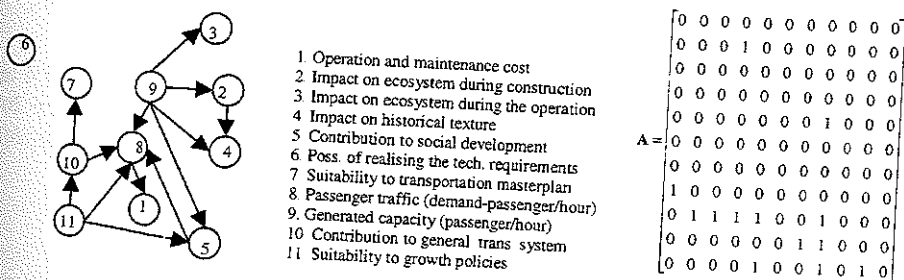 6
3
7
9
2
8
4
10
1
11
5
1 Operation and maintenance cost
2 Impact on ecosystem during construction
3 Impact on ecosystem during the operation
4 Impact on historical texture
5 Contribution to social development
6 Poss. of realising the tech. requirements
7 Suitability to transportation masterplan
8 Passenger traffic (demand-passenger/hour)
9. Generated capacity (passenger/hour)
10 Contribution to general trans system
11 Suitability to growth policies
A =
0 0 0 0 0 0 0 0 0 0 0
0 0 0 1 0 0 0 0 0 0 0
0 0 0 0 0 0 0 0 0 0 0
0 0 0 0 0 0 0 0 0 0 0
0 0 0 0 0 0 0 1 0 0 0
0 0 0 0 0 0 0 0 0 0 0
0 0 0 0 0 0 0 0 0 0 0
1 0 0 0 0 0 0 0 0 0 0
0 1 1 1 1 0 0 1 0 0 0
0 0 0 0 0 0 1 1 0 0 0
0 0 0 0 1 0 0 1 0 1 0